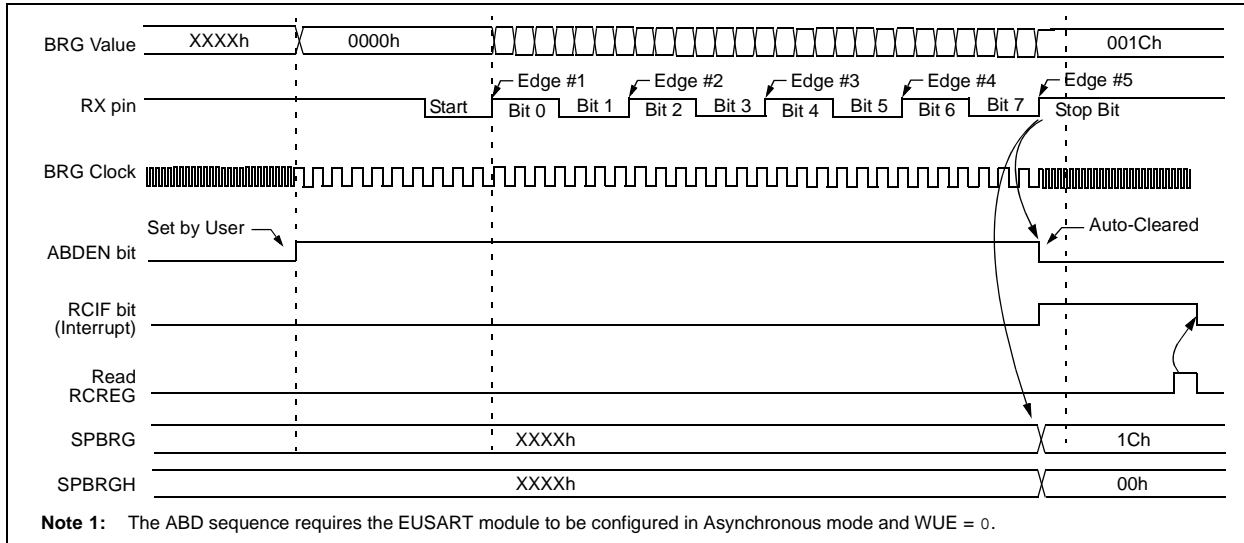 BRG Value XXXXh 0000h 001Ch
Edge #1 Edge #2 Edge #3 Edge #4 Edge #5
RX pin Start Bit 0 Bit 1 Bit 2 Bit 3 Bit 4 Bit 5 Bit 6 Bit 7 Stop Bit
BRG Clock
Set by User Auto-Cleared
ABDEN bit
RCIF bit
(Interrupt)
Read
RCREG
SPBRG XXXXh 1Ch
SPBRGH XXXXh 00h
Note 1: The ABD sequence requires the EUSART module to be configured in Asynchronous mode and WUE = 0.